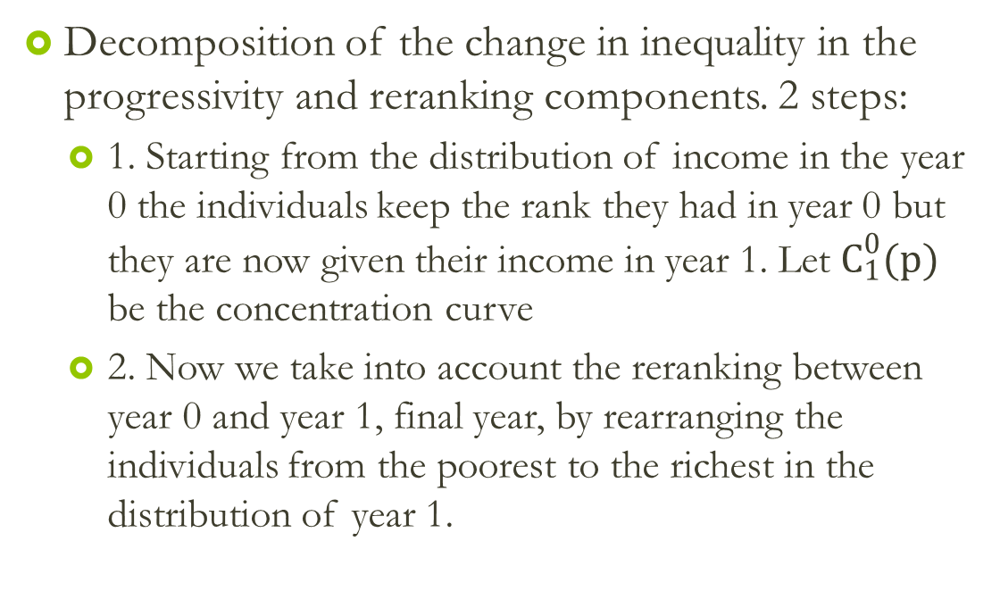 Decomposition of the change in inequality in the
progressivity and reranking components. 2 steps:
1. Starting from the distribution of income in the year
0 the individuals keep the rank they had in year 0 but
they are now given their income in year 1. Let C₁⁰(p)
be the concentration curve
2. Now we take into account the reranking between
year 0 and year 1, final year, by rearranging the
individuals from the poorest to the richest in the
distribution of year 1.